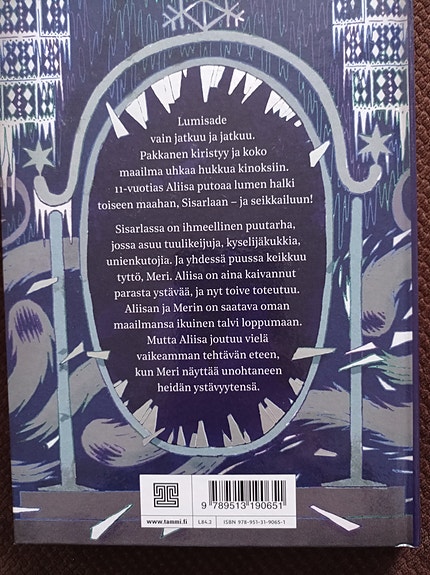 Lumisade
vain jatkuu ja jatkuu.
Pakkanen kiristyy ja koko
maailma uhkaa hukkua kinoksiin.
11-vuotias Aliisa putoaa lumen halki
toiseen maahan, Sisarlaan – ja seikkailuun!
Sisarlassa on ihmeellinen puutarha,
jossa asuu tuulikeijuja, kyselijäkukkia,
unienkutojia. Ja yhdessä puussa keikkuu
tyttö, Meri. Aliisa on aina kaivannut
parasta ystävää, ja nyt toive toteutuu.
Aliisan ja Merin on saatava oman
maailmansa ikuinen talvi loppumaan.
Mutta Aliisa joutuu vielä
vaikeamman tehtävän eteen,
kun Meri näyttää unohtaneen
heidän ystävyytensä.
9 789513 190651
www.tammi.fi L84.3 ISBN 978-951-31-9065-1